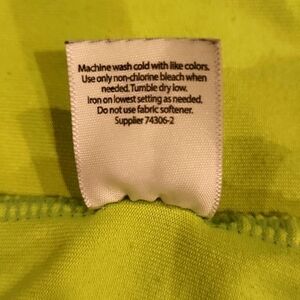 Machine wash cold with like colors.
Use only non-chlorine bleach when
needed. Tumble dry low.
Iron on lowest setting as needed.
Do not use fabric softener.
Supplier 74306-2